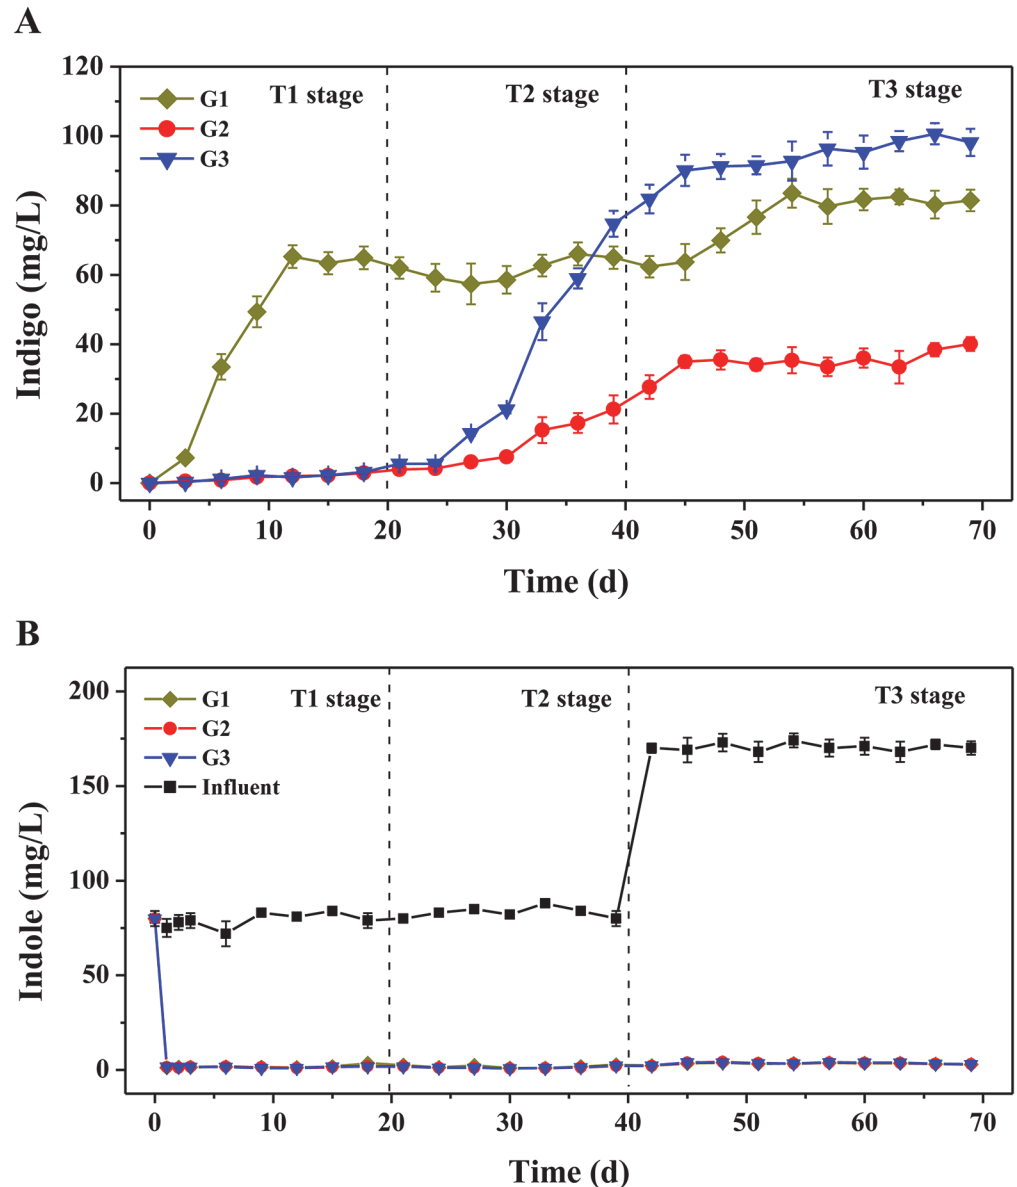 A
120
100
80
60
40
20
0
Indigo (mg/L)
G1
G2
G3
T1 stage
T2 stage
T3 stage
0 10 20 30 40 50 60 70
Time (d)
B
200
150
100
50
0
Indole (mg/L)
G1
G2
G3
Influent
T1 stage
T2 stage
T3 stage
0 10 20 30 40 50 60 70
Time (d)